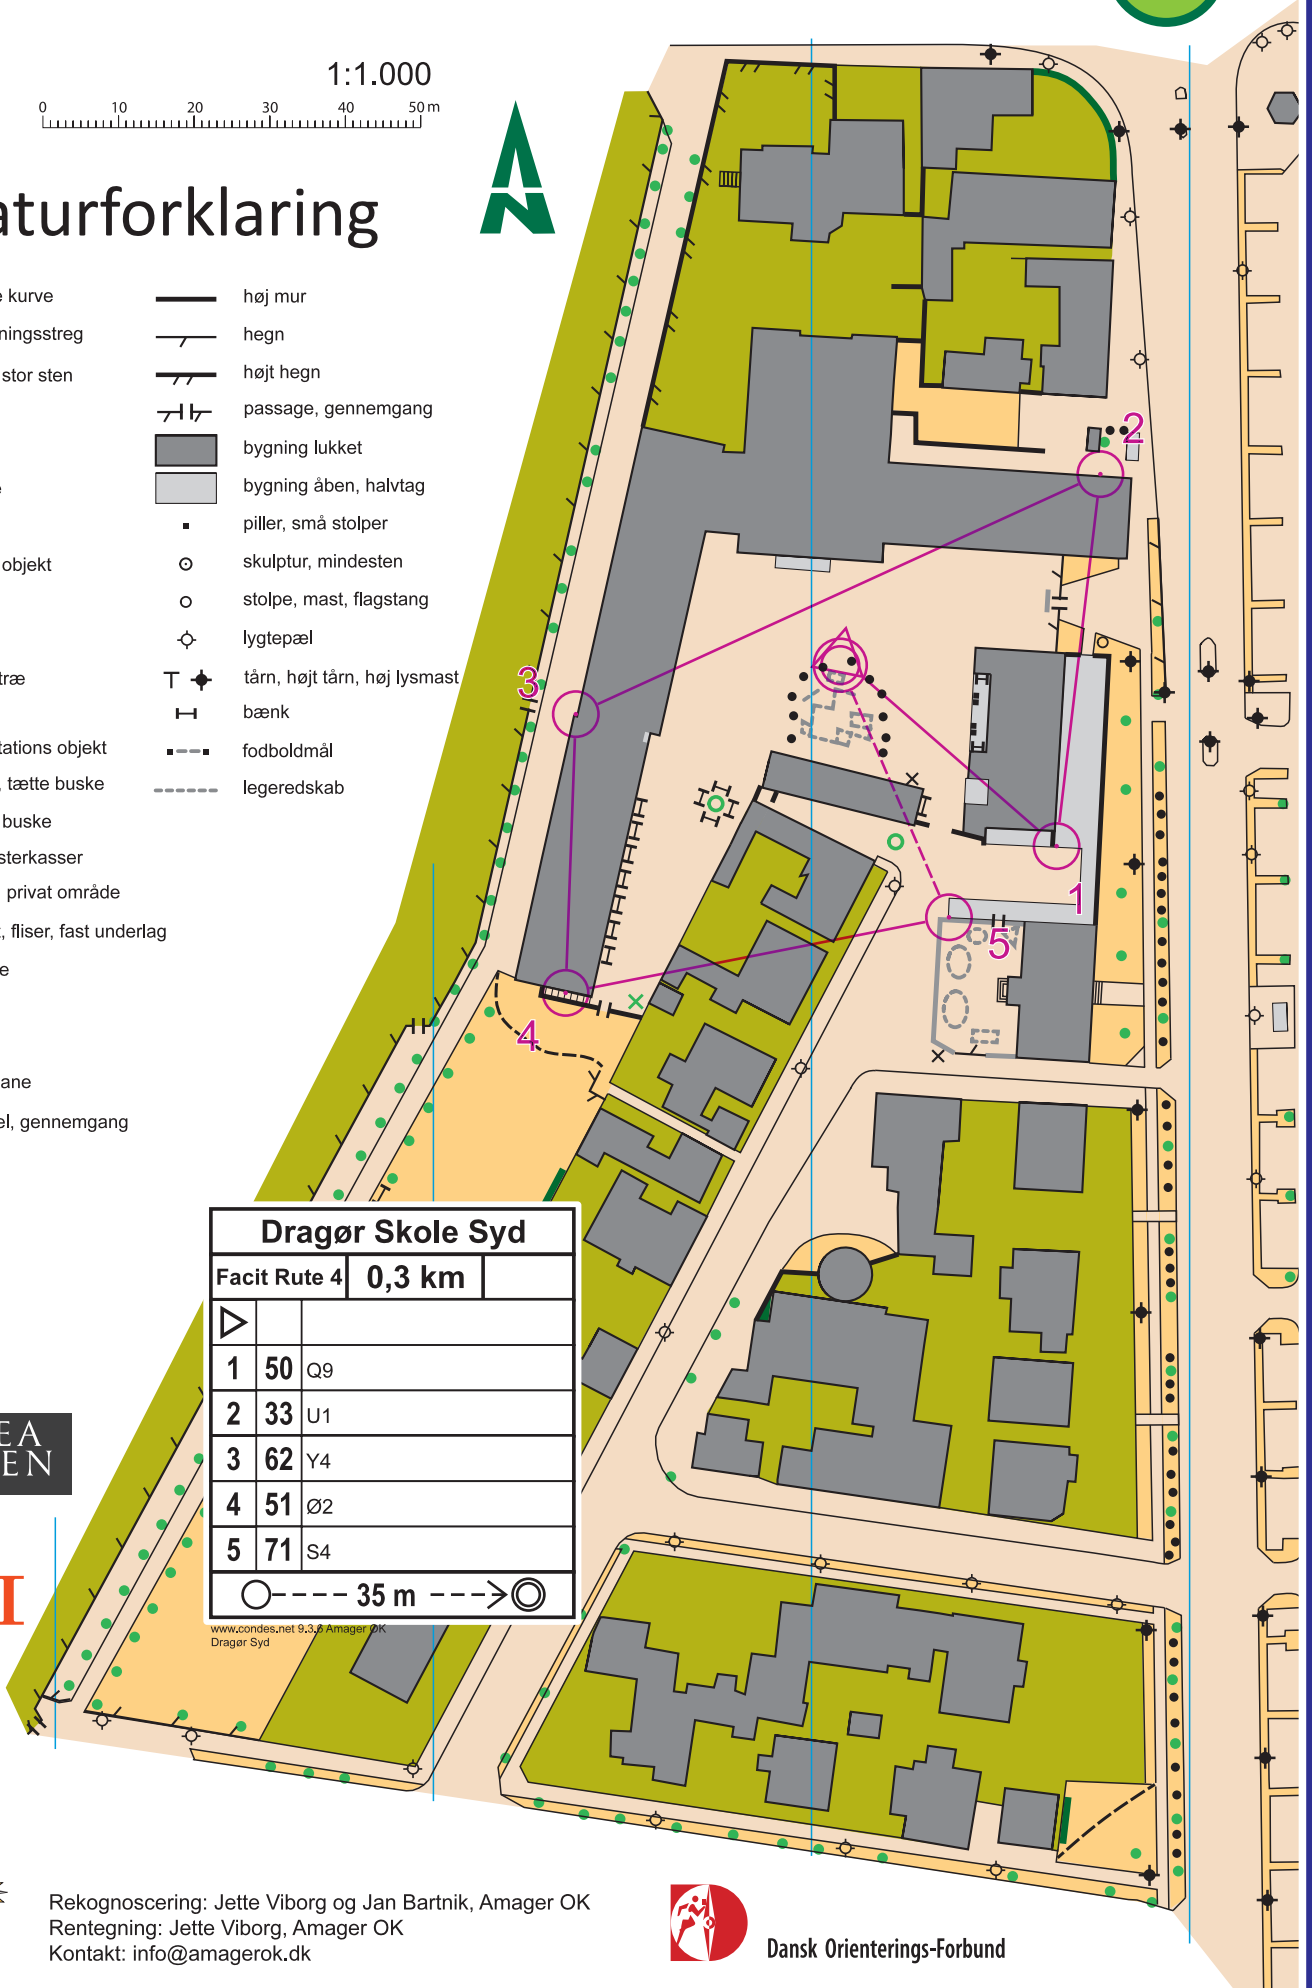 1:1.000
0 10 20 30 40 50 m
aturforklaring
e kurve
ningsstreg
stor sten
e
objekt
træ
tations objekt
, tætte buske
buske
sterkasser
privat område
t, fliser, fast underlag
e
ane
el, gennemgang
høj mur
hegn
højt hegn
passage, gennemgang
bygning lukket
bygning åben, halvtag
piller, små stolper
skulptur, mindesten
stolpe, mast, flagstang
lygtepæl
tårn, højt tårn, høj lysmast
bænk
fodboldmål
legeredskab
2
3
1
5
4
Dragør Skole Syd
Facit Rute 4 0,3 km
1 50 Q9
2 33 U1
3 62 Y4
4 51 Ø2
5 71 S4
35 m
www.condes.net 9.3.6 Amager OK
Dragør Syd
EA
EN
I
Rekognoscering: Jette Viborg og Jan Bartnik, Amager OK
Rentegning: Jette Viborg, Amager OK
Kontakt: info@amagerok.dk
Dansk Orienterings-Forbund